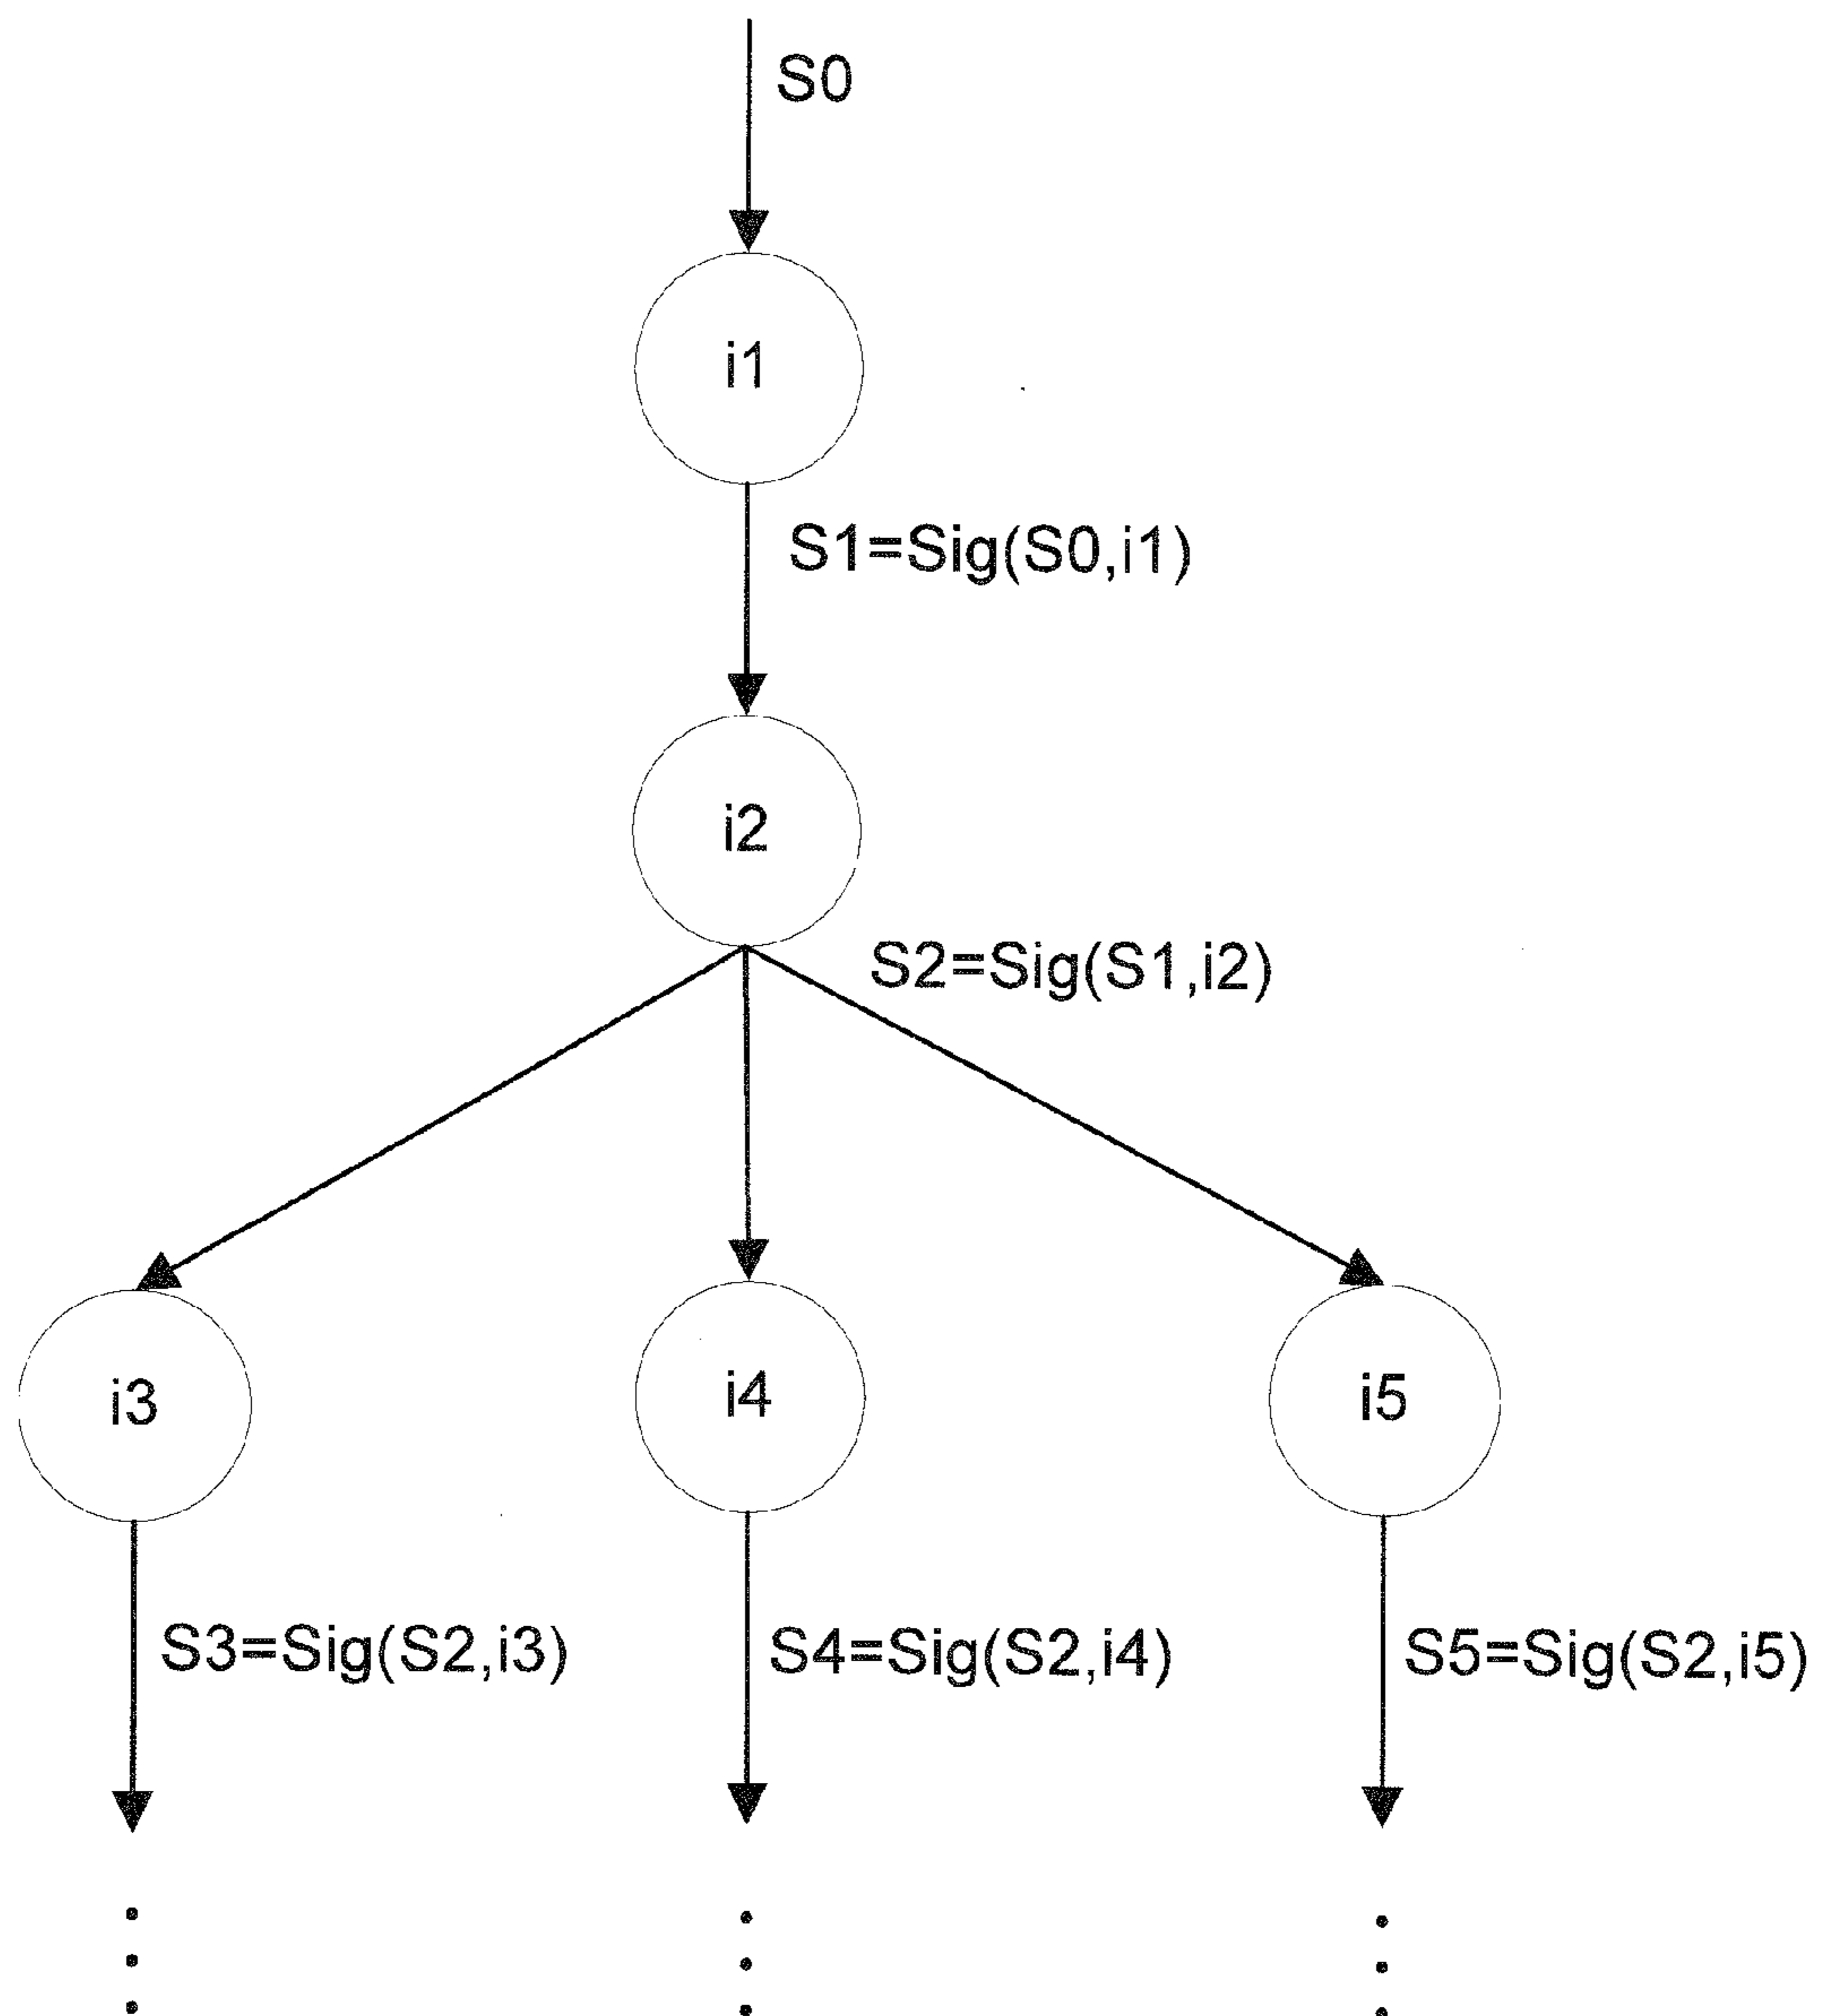 S0
i1
S1=Sig(S0,i1)
i2
S2=Sig(S1,i2)
i3
i4
i5
S3=Sig(S2,i3)
S4=Sig(S2,i4)
S5=Sig(S2,i5)